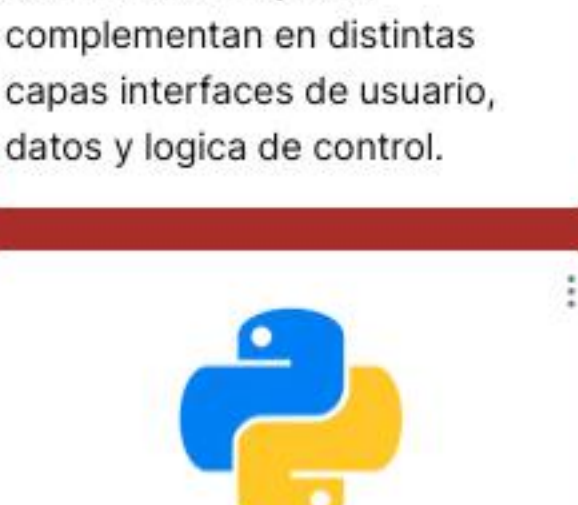 complementan en distintas
capas interfaces de usuario,
datos y logica de control.